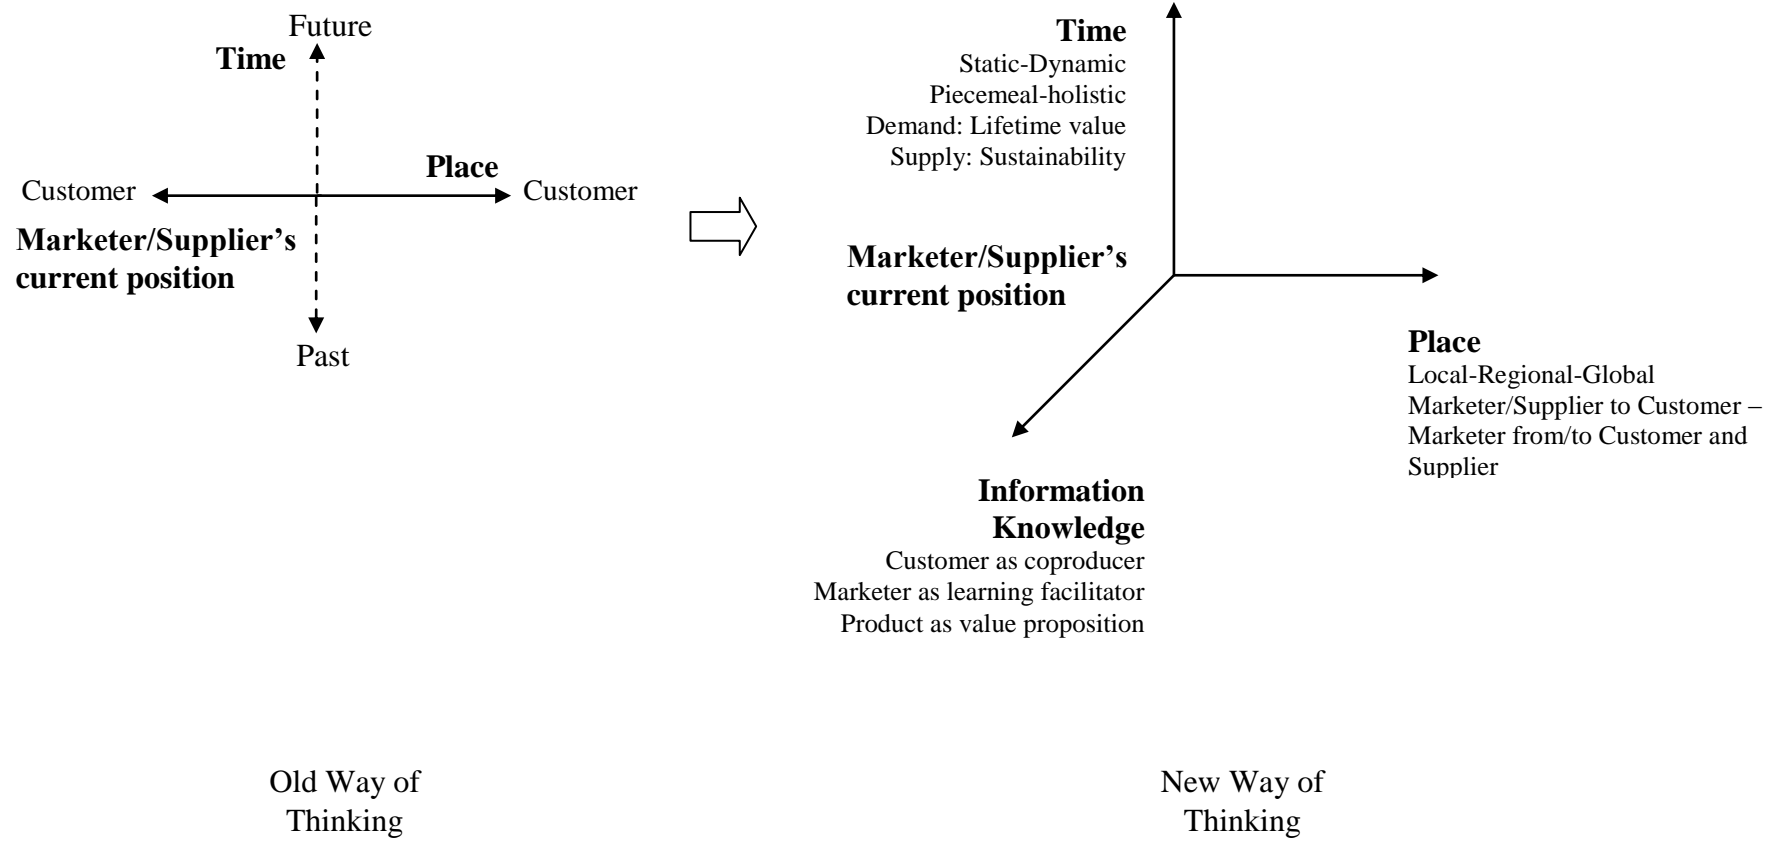 Future
Time
Place
Customer
Customer
Marketer/Supplier’s
current position
Past
Old Way of
Thinking
Time
Static-Dynamic
Piecemeal-holistic
Demand: Lifetime value
Supply: Sustainability
Marketer/Supplier’s
current position
Place
Local-Regional-Global
Marketer/Supplier to Customer –
Marketer from/to Customer and
Supplier
Information
Knowledge
Customer as coproducer
Marketer as learning facilitator
Product as value proposition
New Way of
Thinking